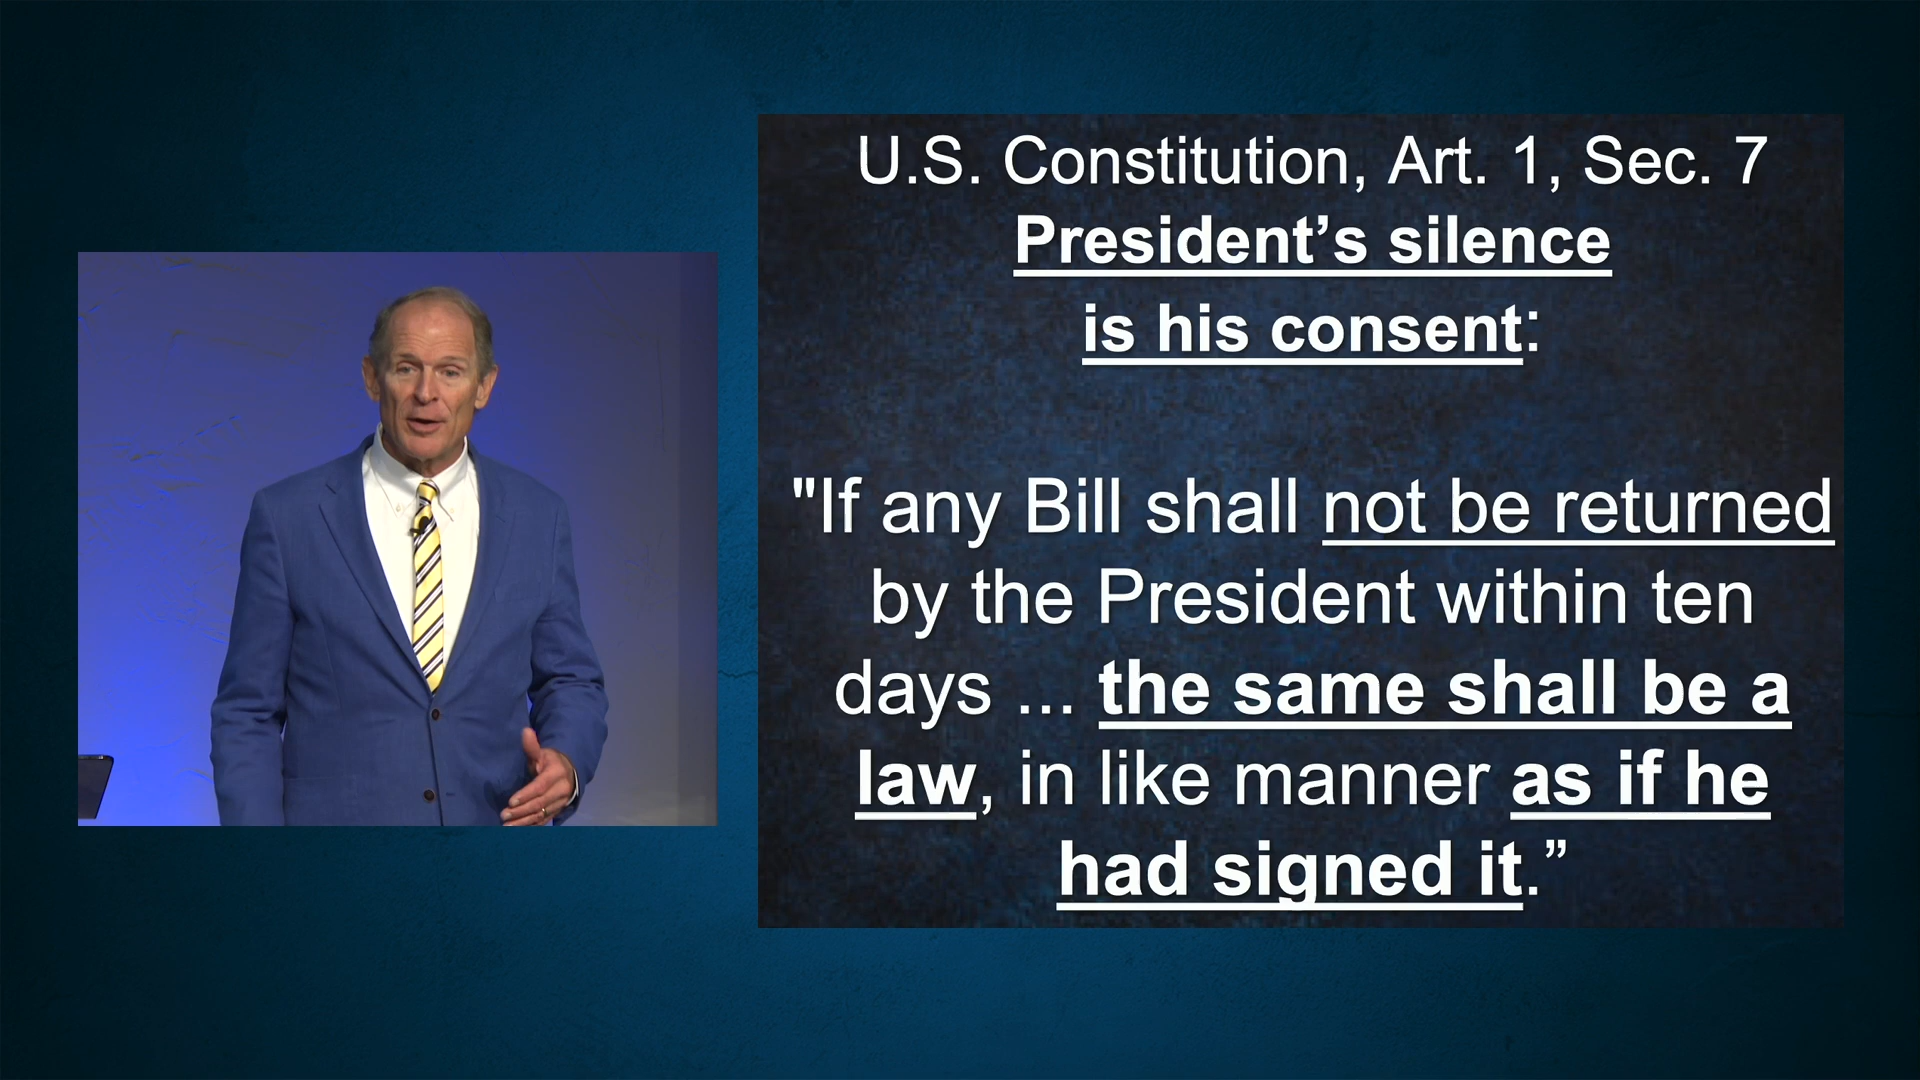 U.S. Constitution, Art. 1, Sec. 7
President’s silence
is his consent:
"If any Bill shall not be returned
by the President within ten
days ... the same shall be a
law, in like manner as if he
had signed it.”